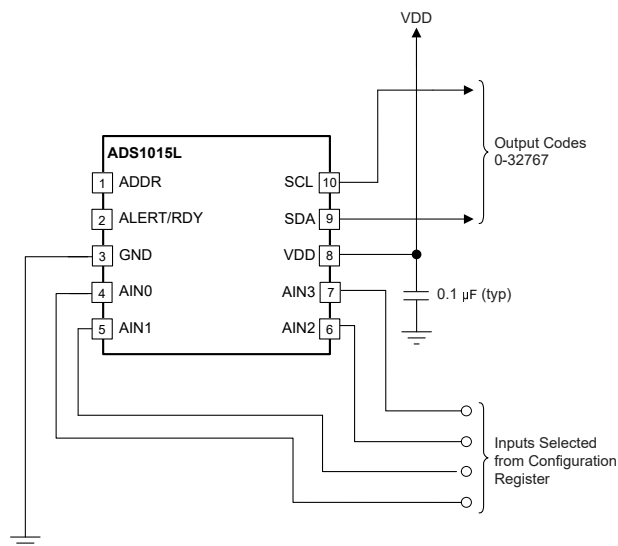 VDD
Output Codes
0-32767
ADS1015L
1 ADDR
SCL 10
2 ALERT/RDY
SDA 9
3 GND
VDD 8
4 AIN0
AIN3 7
5 AIN1
AIN2 6
0.1 μF (typ)
Inputs Selected
from Configuration
Register